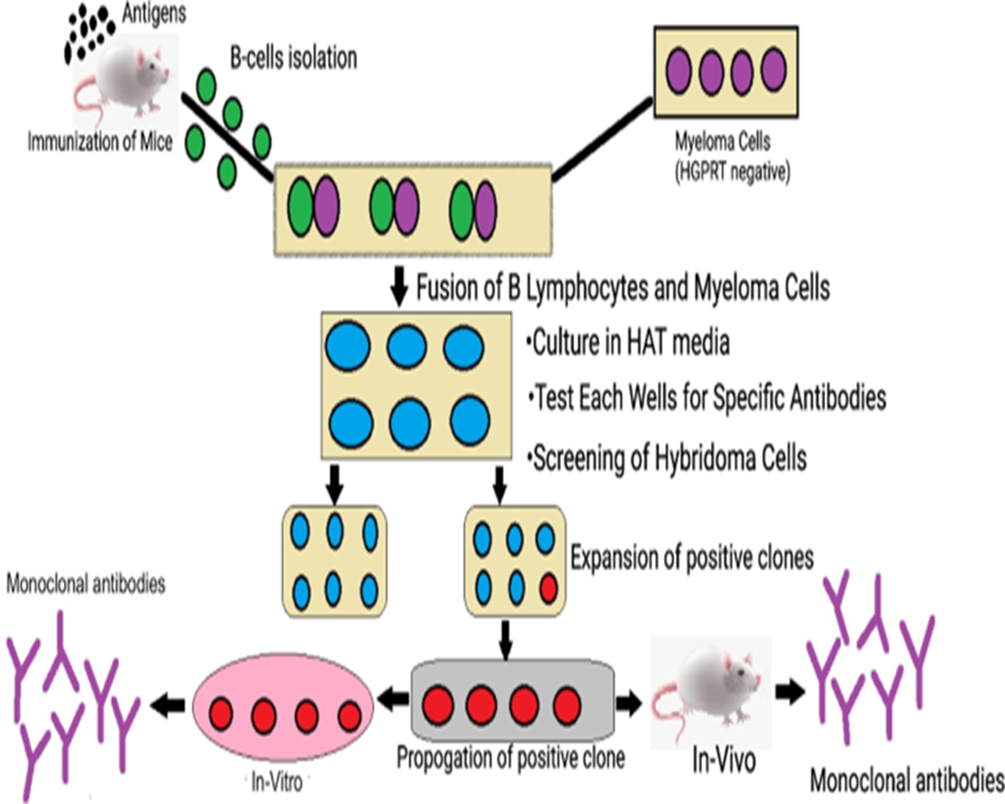 Antigens
B-cells isolation
Immunization of Mice
Myeloma Cells
(HGPRT negative)
Fusion of B Lymphocytes and Myeloma Cells
•Culture in HAT media
•Test Each Wells for Specific Antibodies
•Screening of Hybridoma Cells
Expansion of positive clones
Monoclonal antibodies
Propogation of positive clone
In-Vitro
In-Vivo
Monoclonal antibodies